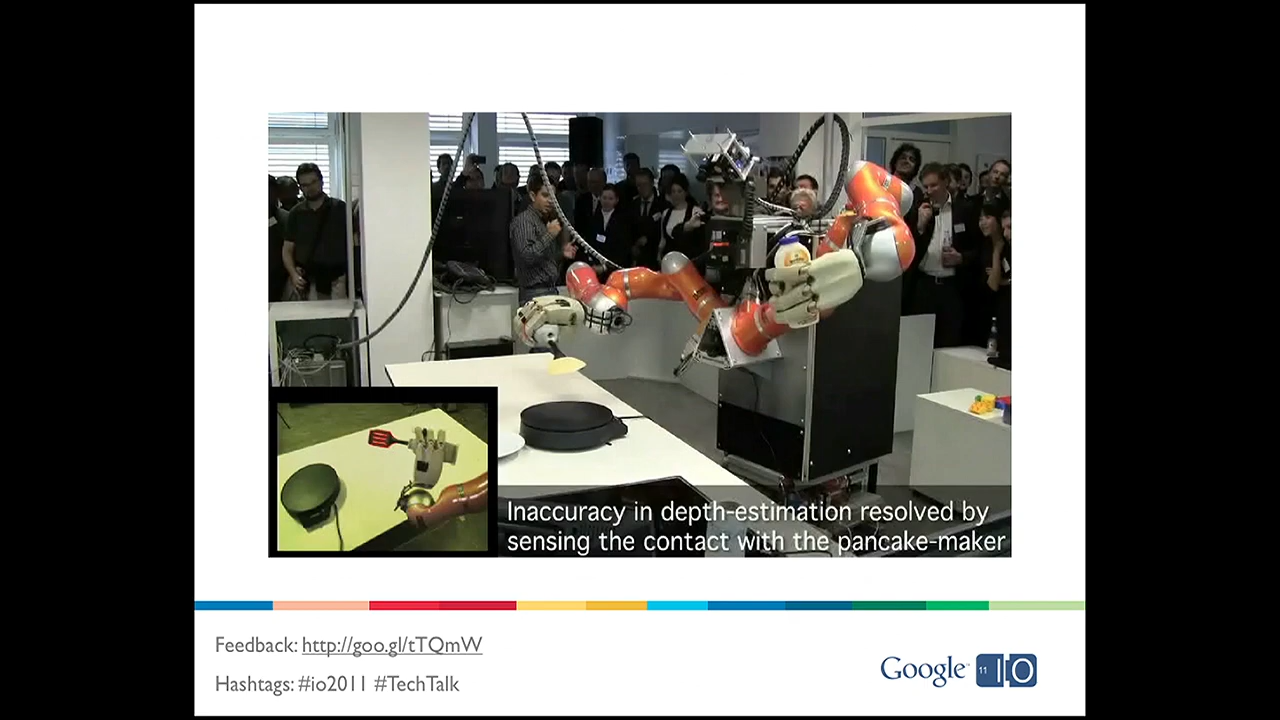 Inaccuracy in depth-estimation resolved by
sensing the contact with the pancake-maker
Feedback: http://goo.gl/tTQmW
Hashtags: #io2011 #TechTalk
Google 11 IO